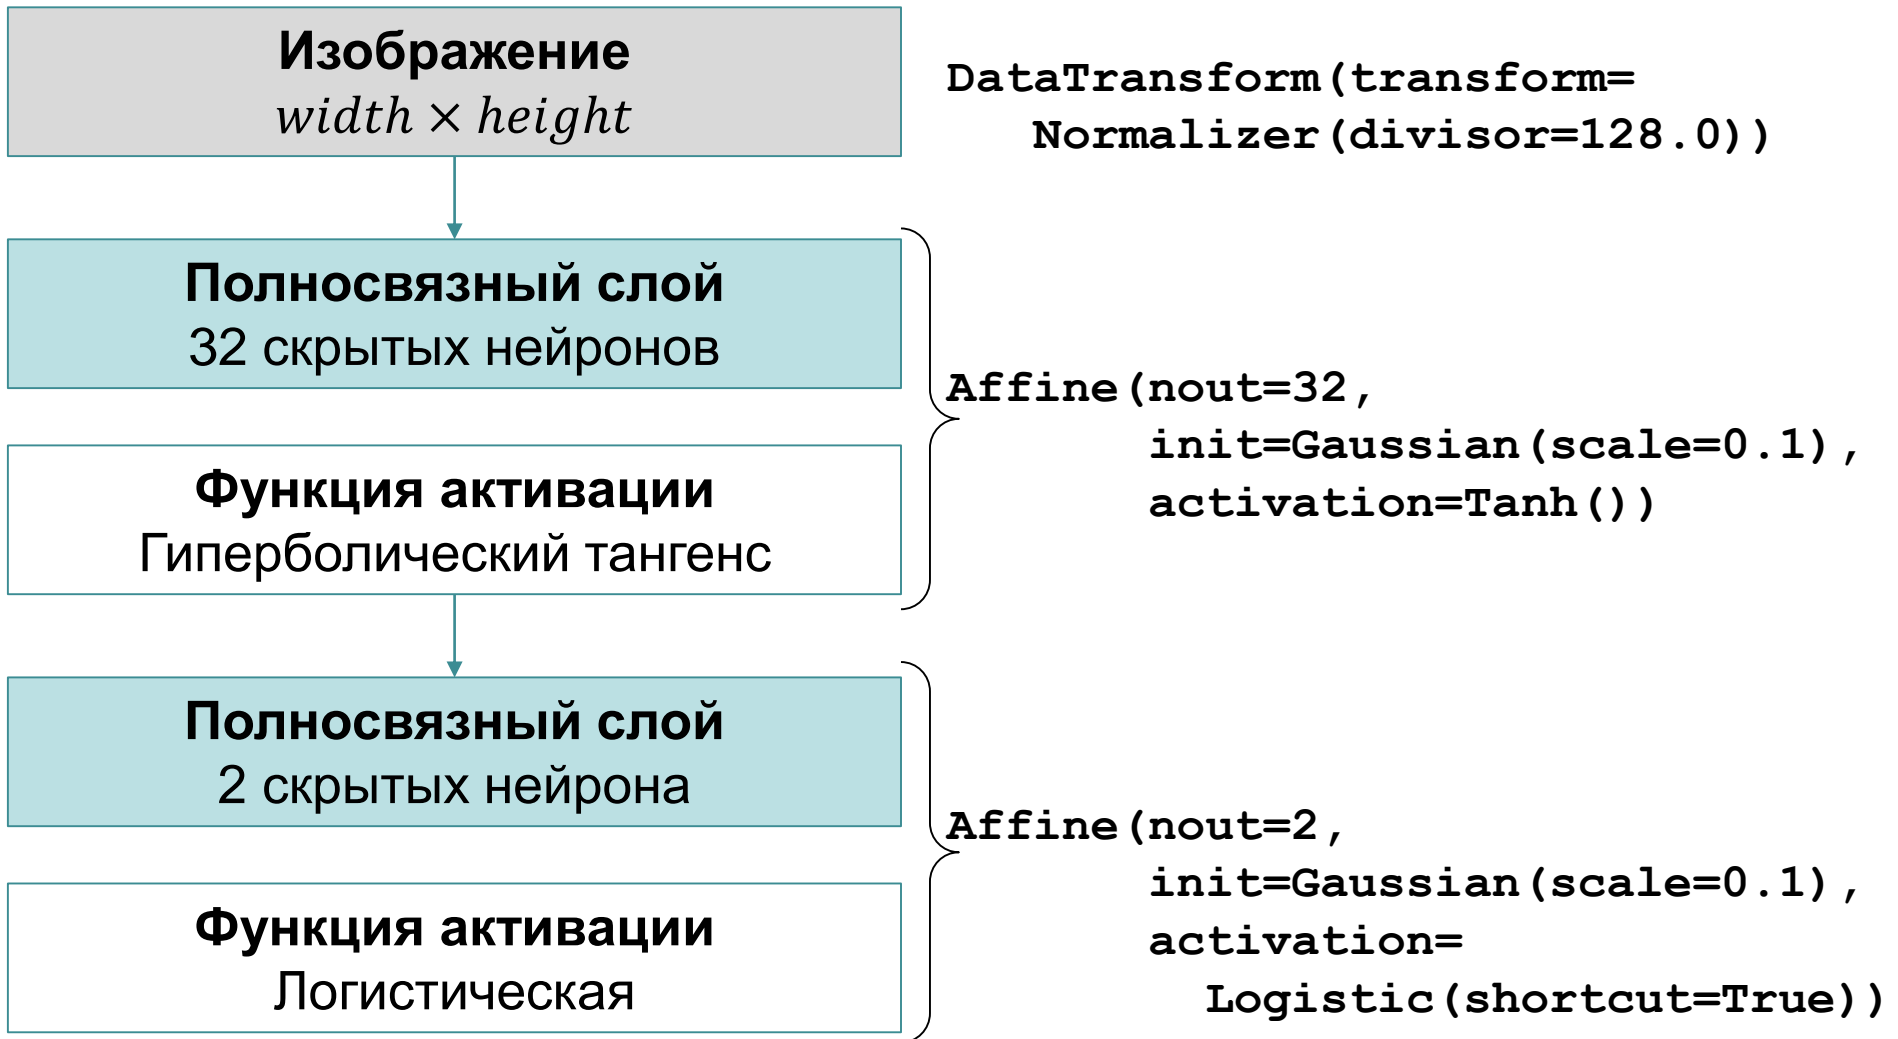 Изображение
width × height
DataTransform(transform=
Normalizer(divisor=128.0))
Полносвязный слой
32 скрытых нейронов
Функция активации
Гиперболический тангенс
Affine(nout=32,
init=Gaussian(scale=0.1),
activation=Tanh())
Полносвязный слой
2 скрытых нейрона
Функция активации
Логистическая
Affine(nout=2,
init=Gaussian(scale=0.1),
activation=
Logistic(shortcut=True))